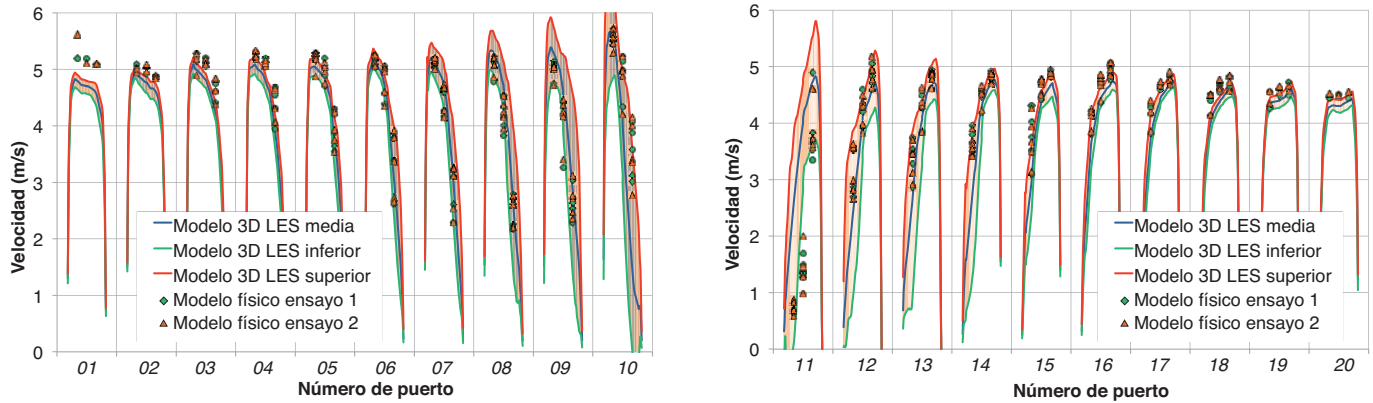 6
5
4
3
2
1
0
Velocidad (m/s)
Modelo 3D LES media
Modelo 3D LES inferior
Modelo 3D LES superior
Modelo físico ensayo 1
Modelo físico ensayo 2
01 02 03 04 05 06 07 08 09 10
Número de puerto
6
5
4
3
2
1
0
Velocidad (m/s)
Modelo 3D LES media
Modelo 3D LES inferior
Modelo 3D LES superior
Modelo físico ensayo 1
Modelo físico ensayo 2
11 12 13 14 15 16 17 18 19 20
Número de puerto